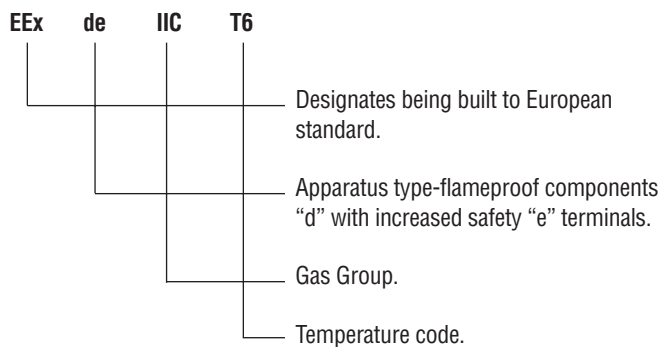 EEx de IIC T6
Designates being built to European
standard.
Apparatus type-flameproof components
“d” with increased safety “e” terminals.
Gas Group.
Temperature code.